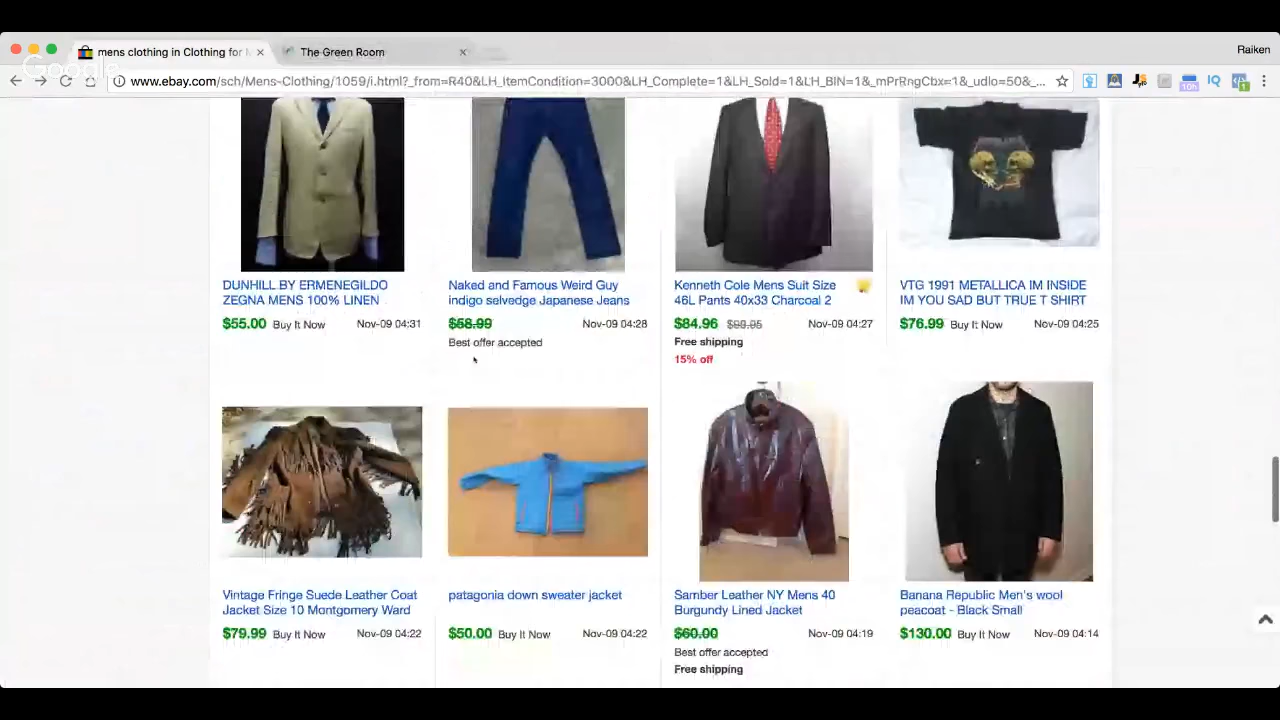 mens clothing in Clothing for M
The Green Room
Raiken
Google
www.ebay.com/sch/Mens-Clothing/1059/i.html?_from=R40&LH_ItemCondition=3000&LH_Complete=1&LH_Sold=1&LH_BIN=1&_mPrRngCbx=1&_udlo=50&_...
10h
IQ
1
DUNHILL BY ERMENEGILDO
ZEGNA MENS 100% LINEN
$55.00 Buy It Now Nov-09 04:31
Naked and Famous Weird Guy
indigo selvedge Japanese Jeans
$58.99 Nov-09 04:28
Best offer accepted
Kenneth Cole Mens Suit Size
46L Pants 40x33 Charcoal 2
$84.96 $99.95 Nov-09 04:27
Free shipping
15% off
VTG 1991 METALLICA IM INSIDE
IM YOU SAD BUT TRUE T SHIRT
$76.99 Buy It Now Nov-09 04:25
Vintage Fringe Suede Leather Coat
Jacket Size 10 Montgomery Ward
$79.99 Buy It Now Nov-09 04:22
patagonia down sweater jacket
$50.00 Buy It Now Nov-09 04:22
Samber Leather NY Mens 40
Burgundy Lined Jacket
$60.00 Nov-09 04:19
Best offer accepted
Free shipping
Banana Republic Men's wool
peacoat - Black Small
$130.00 Buy It Now Nov-09 04:14